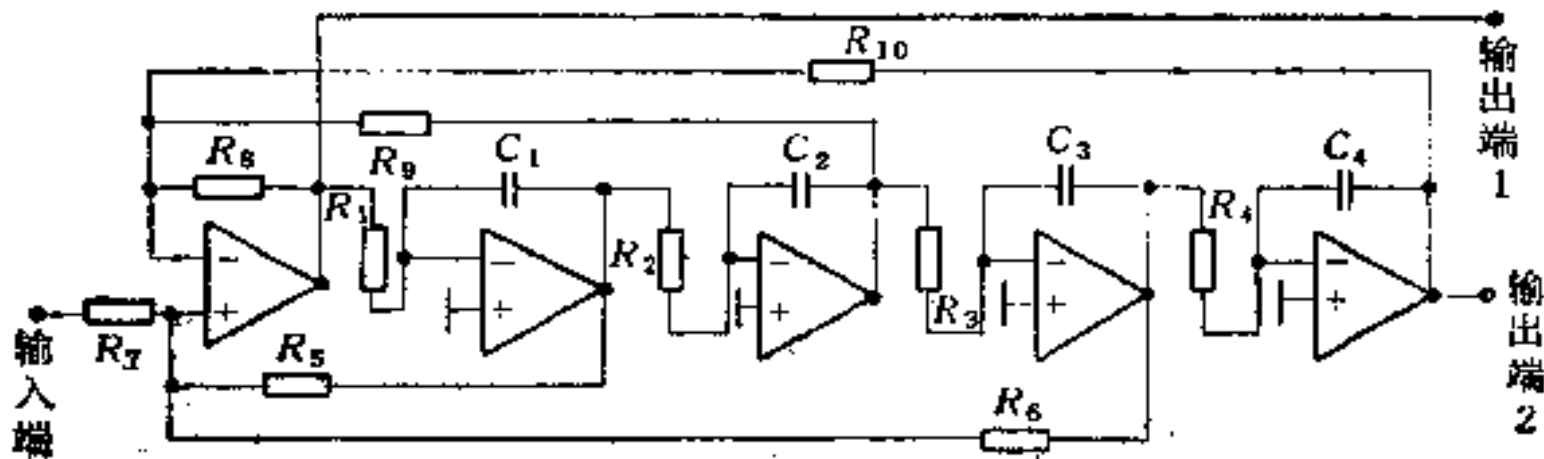 R₁₀
输出端1
R₈
R₉
C₁
C₂
C₃
C₄
R₁
R₂
R₃
R₄
−
+
−
+
−
+
−
+
−
+
输入端
R₇
R₅
R₆
输出端2